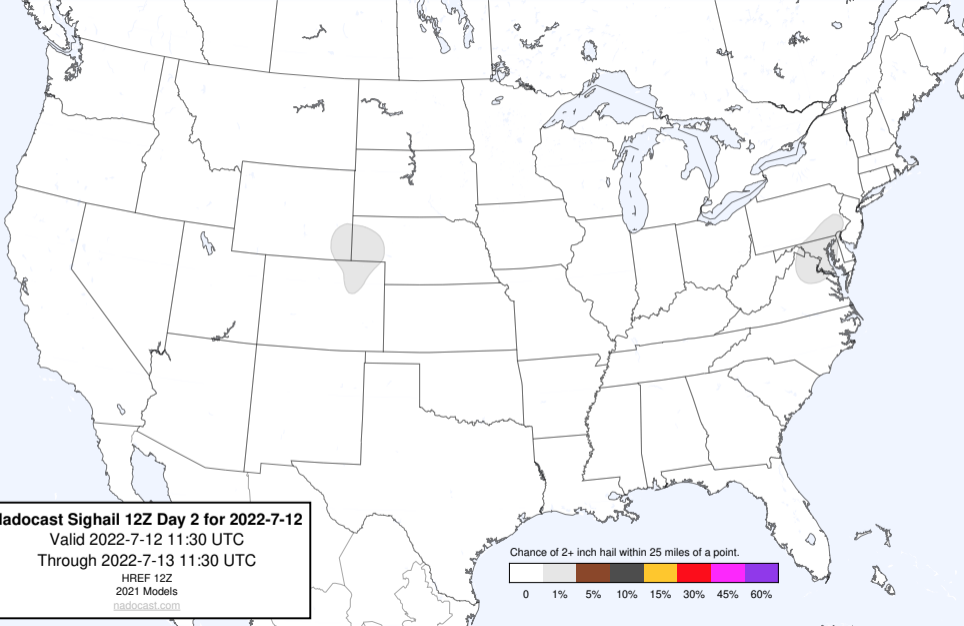 adocast Sighail 12Z Day 2 for 2022-7-12
Valid 2022-7-12 11:30 UTC
Through 2022-7-13 11:30 UTC
HREF 12Z
2021 Models
nadocast.com
Chance of 2+ inch hail within 25 miles of a point.
0 1% 5% 10% 15% 30% 45% 60%